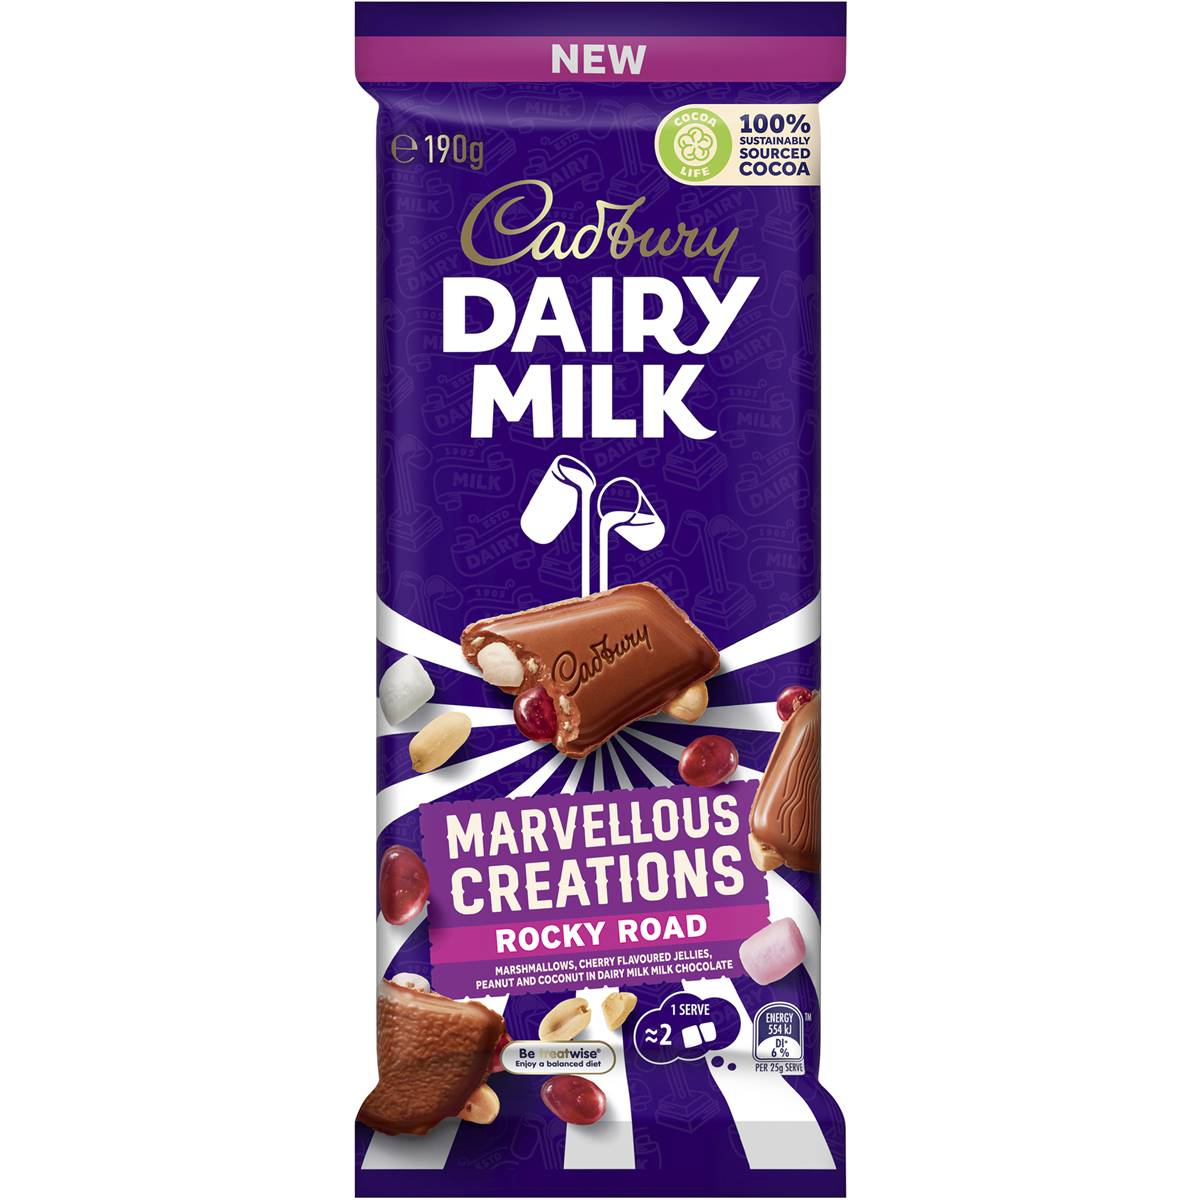 NEW
℮ 190g
COCOA
LIFE
100%
SUSTAINABLY
SOURCED
COCOA
Cadbury
DAIRY
MILK
Cadbury
MARVELLOUS
CREATIONS
ROCKY ROAD
MARSHMALLOWS, CHERRY FLAVOURED JELLIES,
PEANUT AND COCONUT IN DAIRY MILK MILK CHOCOLATE
1 SERVE
≈2
Be treatwise®
Enjoy a balanced diet
ENERGY
554 kJ
DI*
6 %
TM
PER 25g SERVE